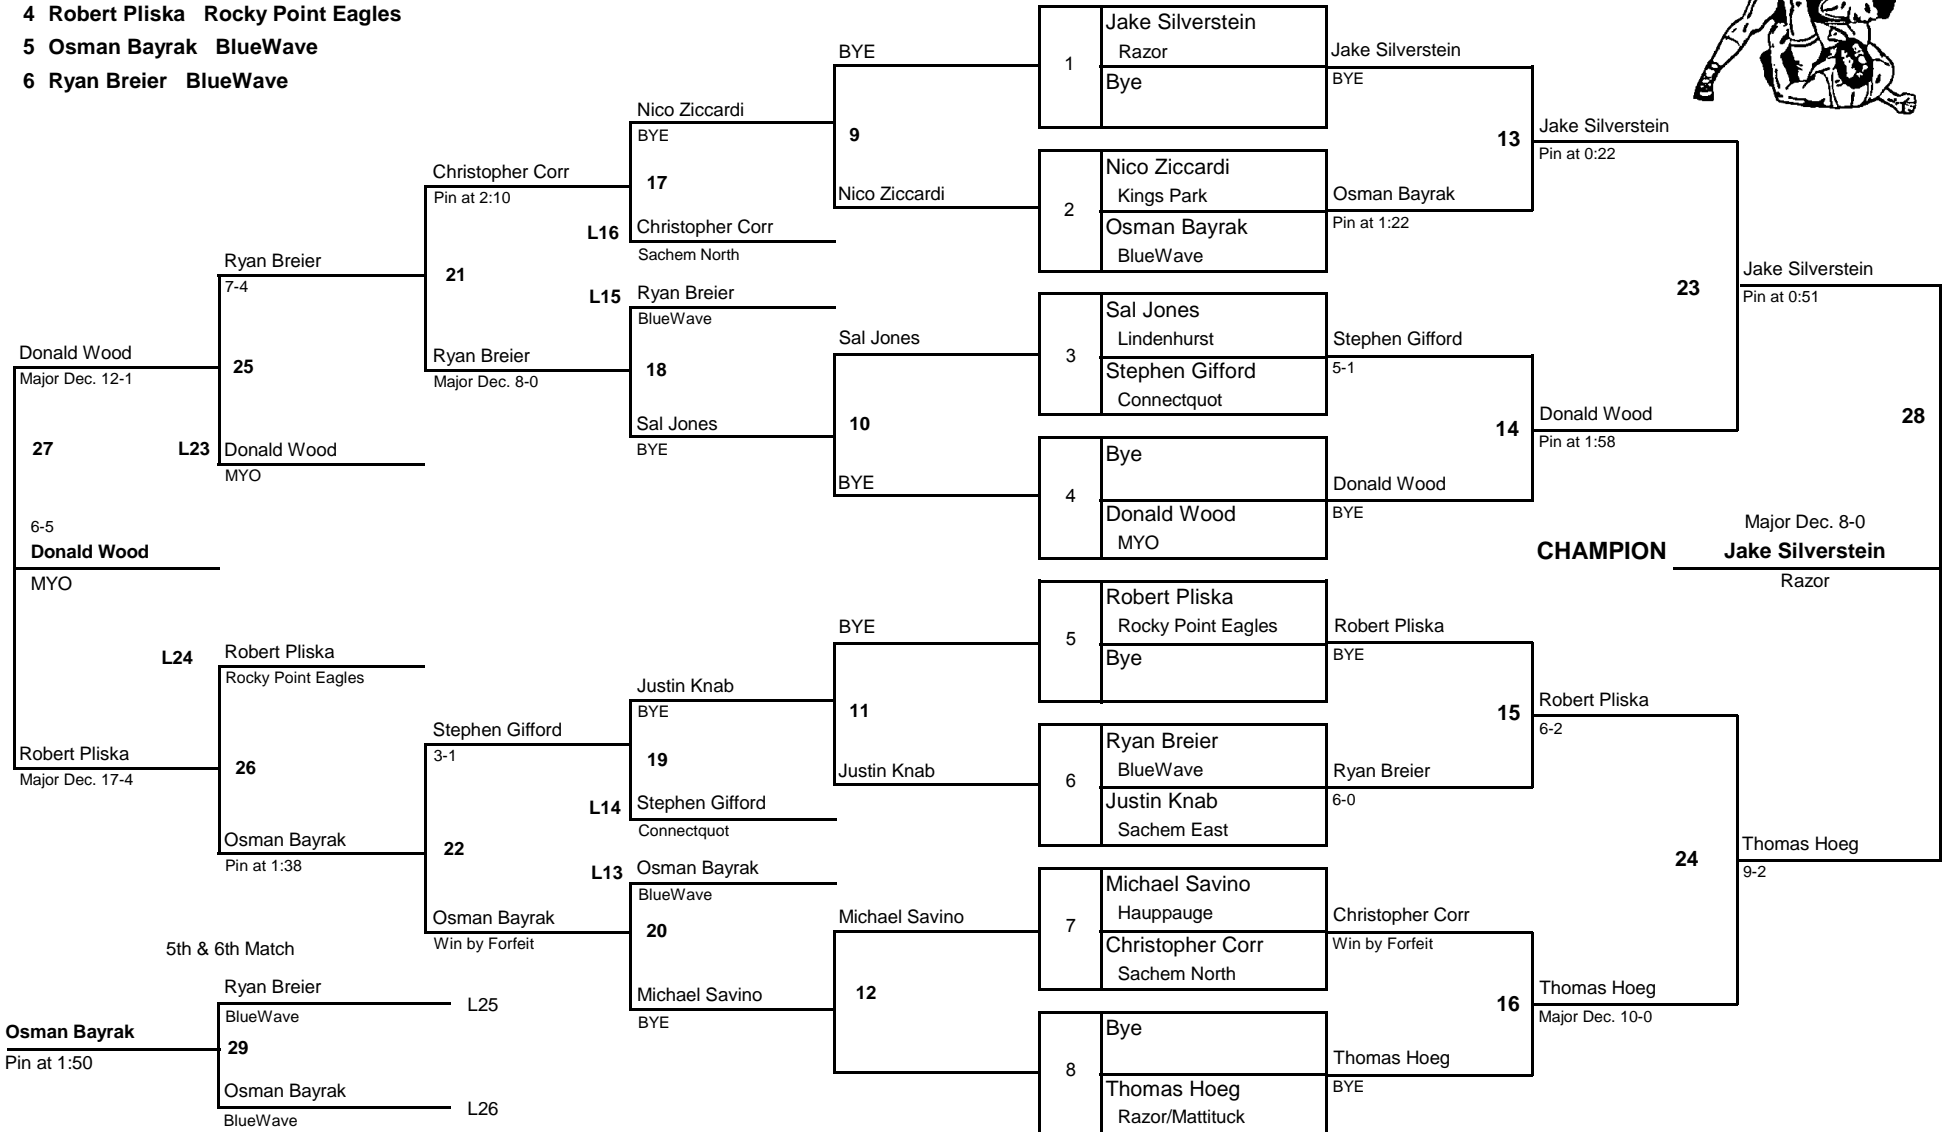 4 Robert Pliska Rocky Point Eagles
5 Osman Bayrak BlueWave
6 Ryan Breier BlueWave
Donald Wood
Major Dec. 12-1
27
6-5
Donald Wood
MYO
Robert Pliska
Major Dec. 17-4
Ryan Breier
7-4
25
L23 Donald Wood
MYO
L24 Robert Pliska
Rocky Point Eagles
26
Osman Bayrak
Pin at 1:38
5th & 6th Match
Ryan Breier
L25
BlueWave
Osman Bayrak
29
Pin at 1:50
Osman Bayrak
L26
BlueWave
Christopher Corr
Pin at 2:10
21
Ryan Breier
Major Dec. 8-0
Stephen Gifford
3-1
22
Osman Bayrak
Win by Forfeit
Nico Ziccardi
BYE
17
L16 Christopher Corr
Sachem North
L15 Ryan Breier
BlueWave
18
Sal Jones
BYE
Justin Knab
BYE
19
L14 Stephen Gifford
Connectquot
L13 Osman Bayrak
BlueWave
20
Michael Savino
BYE
BYE
9
Nico Ziccardi
Sal Jones
10
BYE
BYE
11
Justin Knab
Michael Savino
12
1
Jake Silverstein
Razor
Bye
2
Nico Ziccardi
Kings Park
Osman Bayrak
BlueWave
3
Sal Jones
Lindenhurst
Stephen Gifford
Connectquot
4
Bye
Donald Wood
MYO
5
Robert Pliska
Rocky Point Eagles
Bye
6
Ryan Breier
BlueWave
Justin Knab
Sachem East
7
Michael Savino
Hauppauge
Christopher Corr
Sachem North
8
Bye
Thomas Hoeg
Razor/Mattituck
Jake Silverstein
BYE
13
Osman Bayrak
Pin at 1:22
Stephen Gifford
5-1
14
Donald Wood
BYE
Robert Pliska
BYE
15
Ryan Breier
6-0
Christopher Corr
Win by Forfeit
16
Thomas Hoeg
BYE
Jake Silverstein
Pin at 0:22
23
Donald Wood
Pin at 1:58
Robert Pliska
6-2
24
Thomas Hoeg
Major Dec. 10-0
Jake Silverstein
Pin at 0:51
28
Major Dec. 8-0
CHAMPION Jake Silverstein
Razor
Thomas Hoeg
9-2